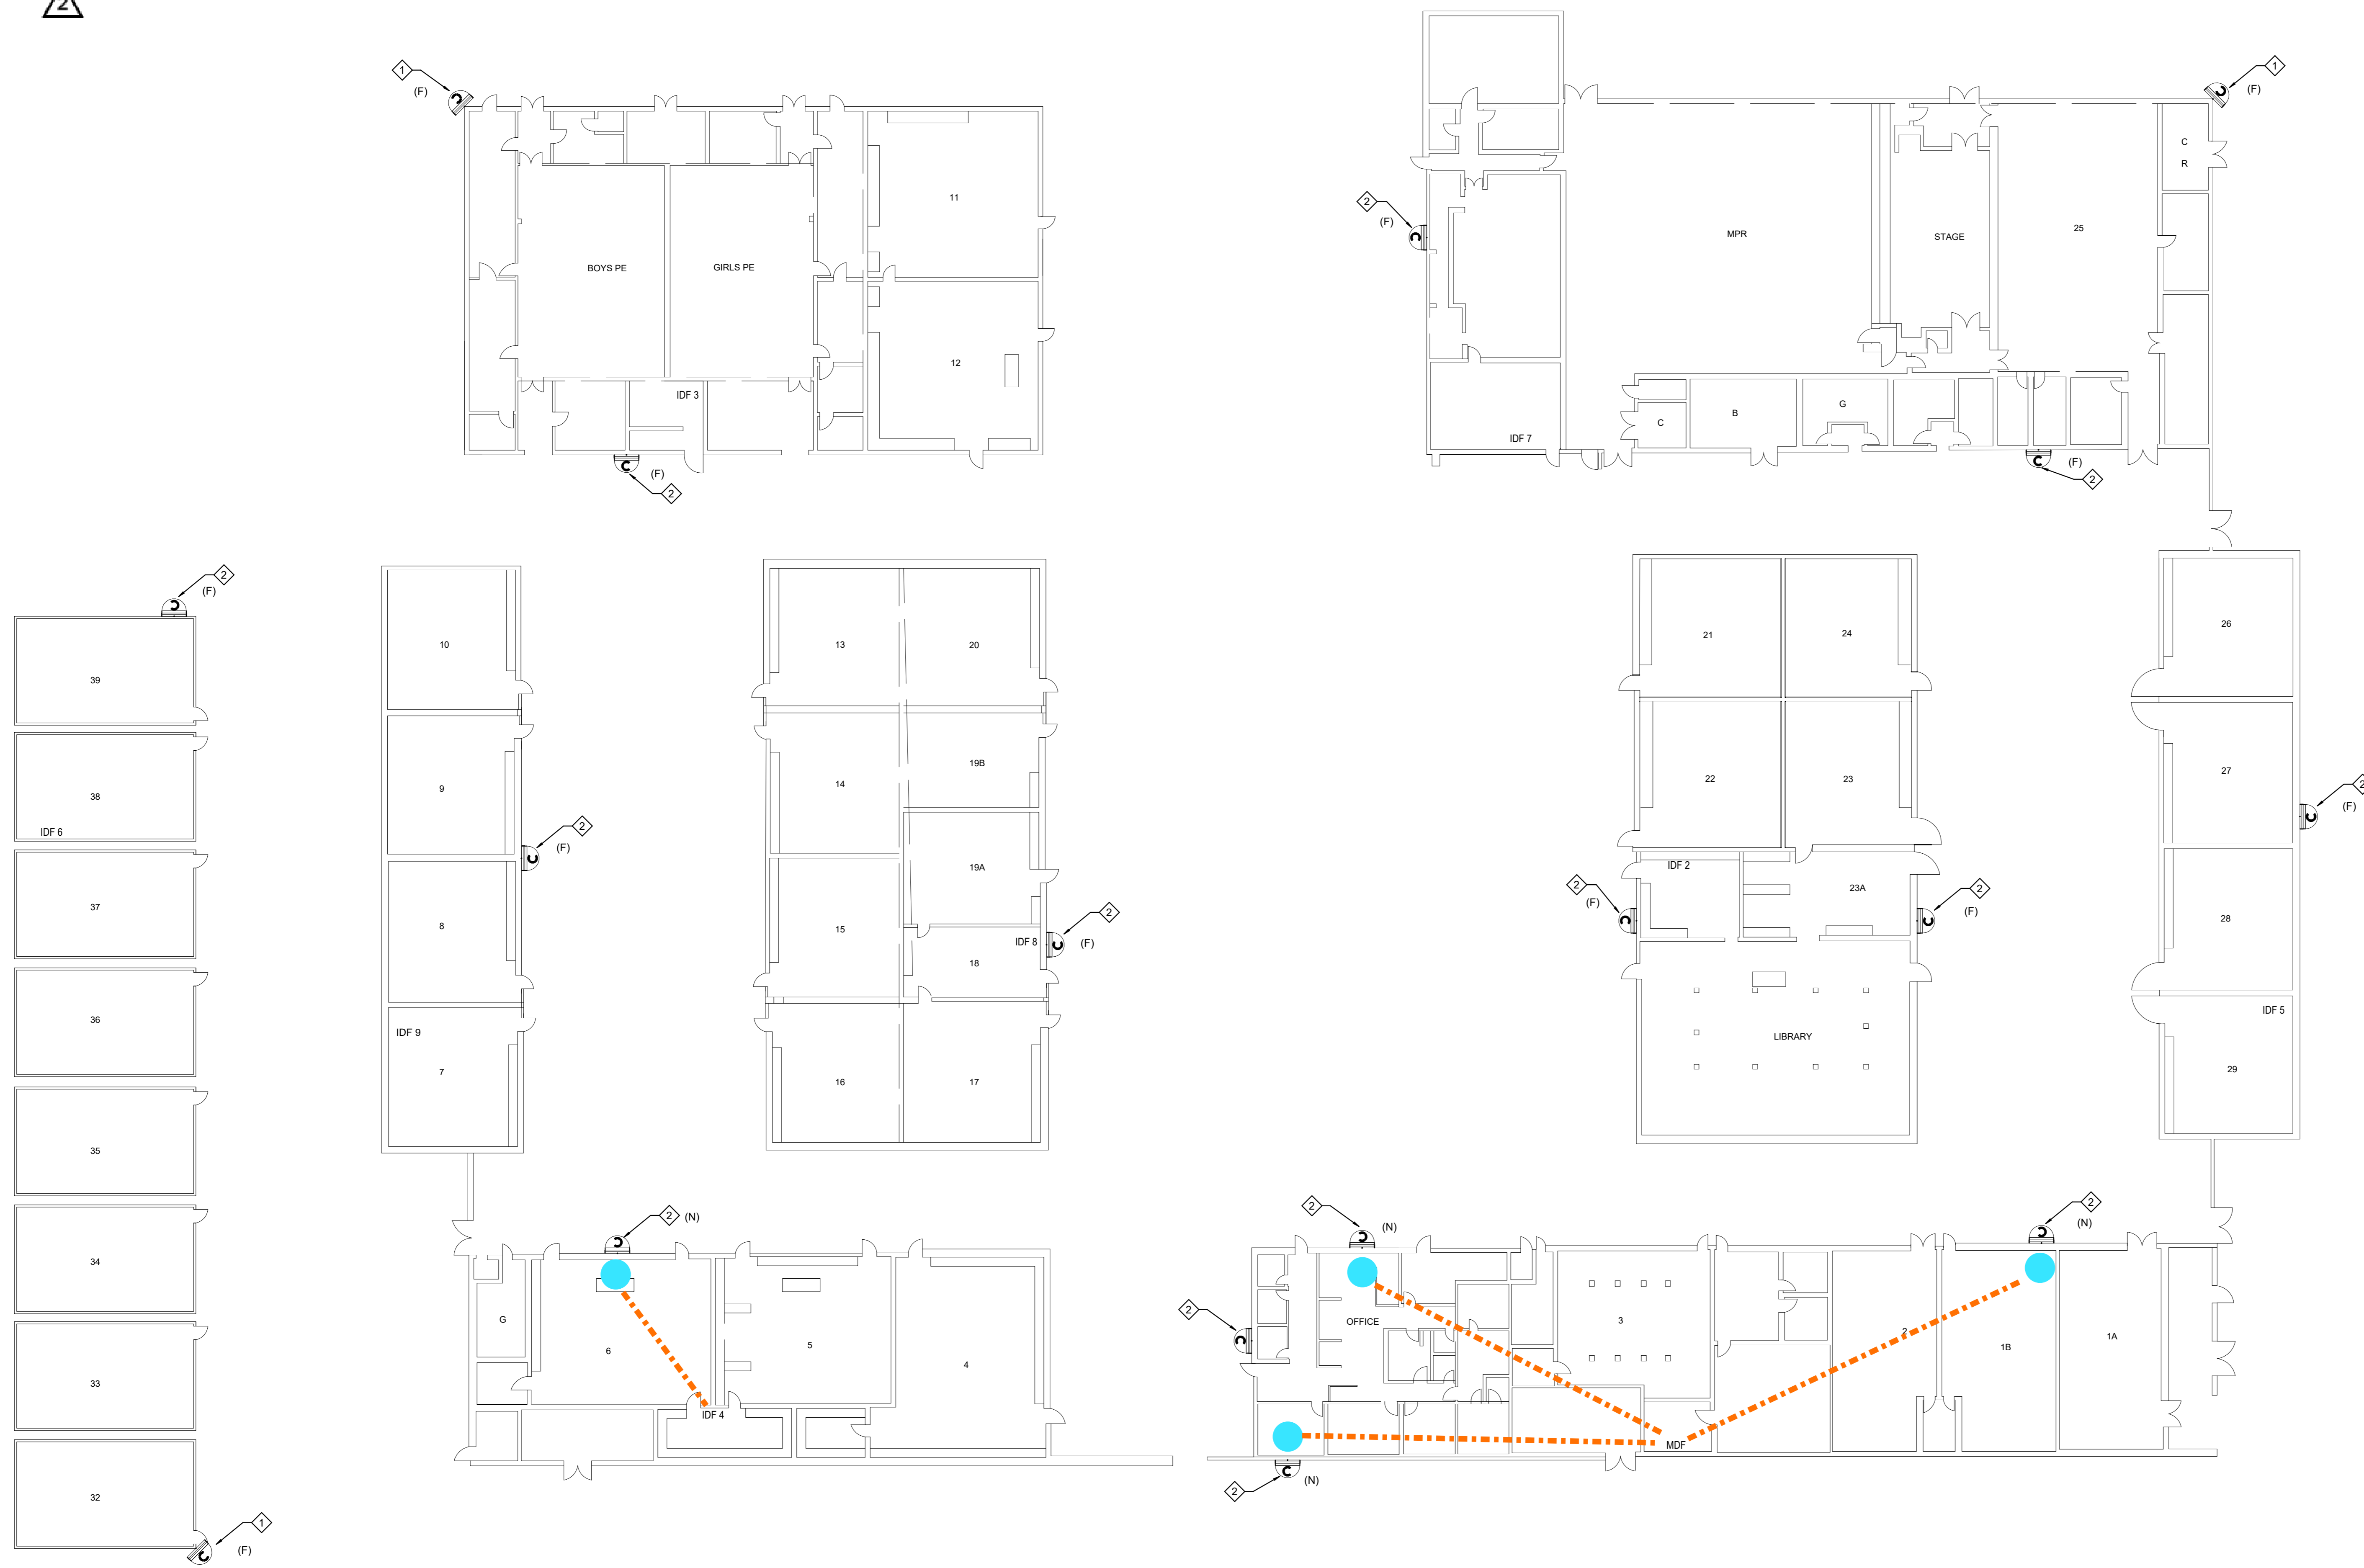 2
1
(F)
1
(F)
C
R
2
(F)
11
MPR
STAGE
25
BOYS PE
GIRLS PE
12
IDF 3
C
B
G
IDF 7
(F)
2
(F)
2
2
(F)
39
10
13
20
21
24
26
38
IDF 6
9
14
19B
22
23
27
2
(F)
2
(F)
37
8
15
19A
IDF 8
18
2
(F)
IDF 2
23A
2
(F)
2
(F)
28
36
IDF 9
7
16
17
LIBRARY
IDF 5
29
35
2
(N)
2
(N)
2
(N)
34
G
6
5
4
2
OFFICE
3
2
1B
1A
33
IDF 4
MDF
32
2
(N)
1
(F)